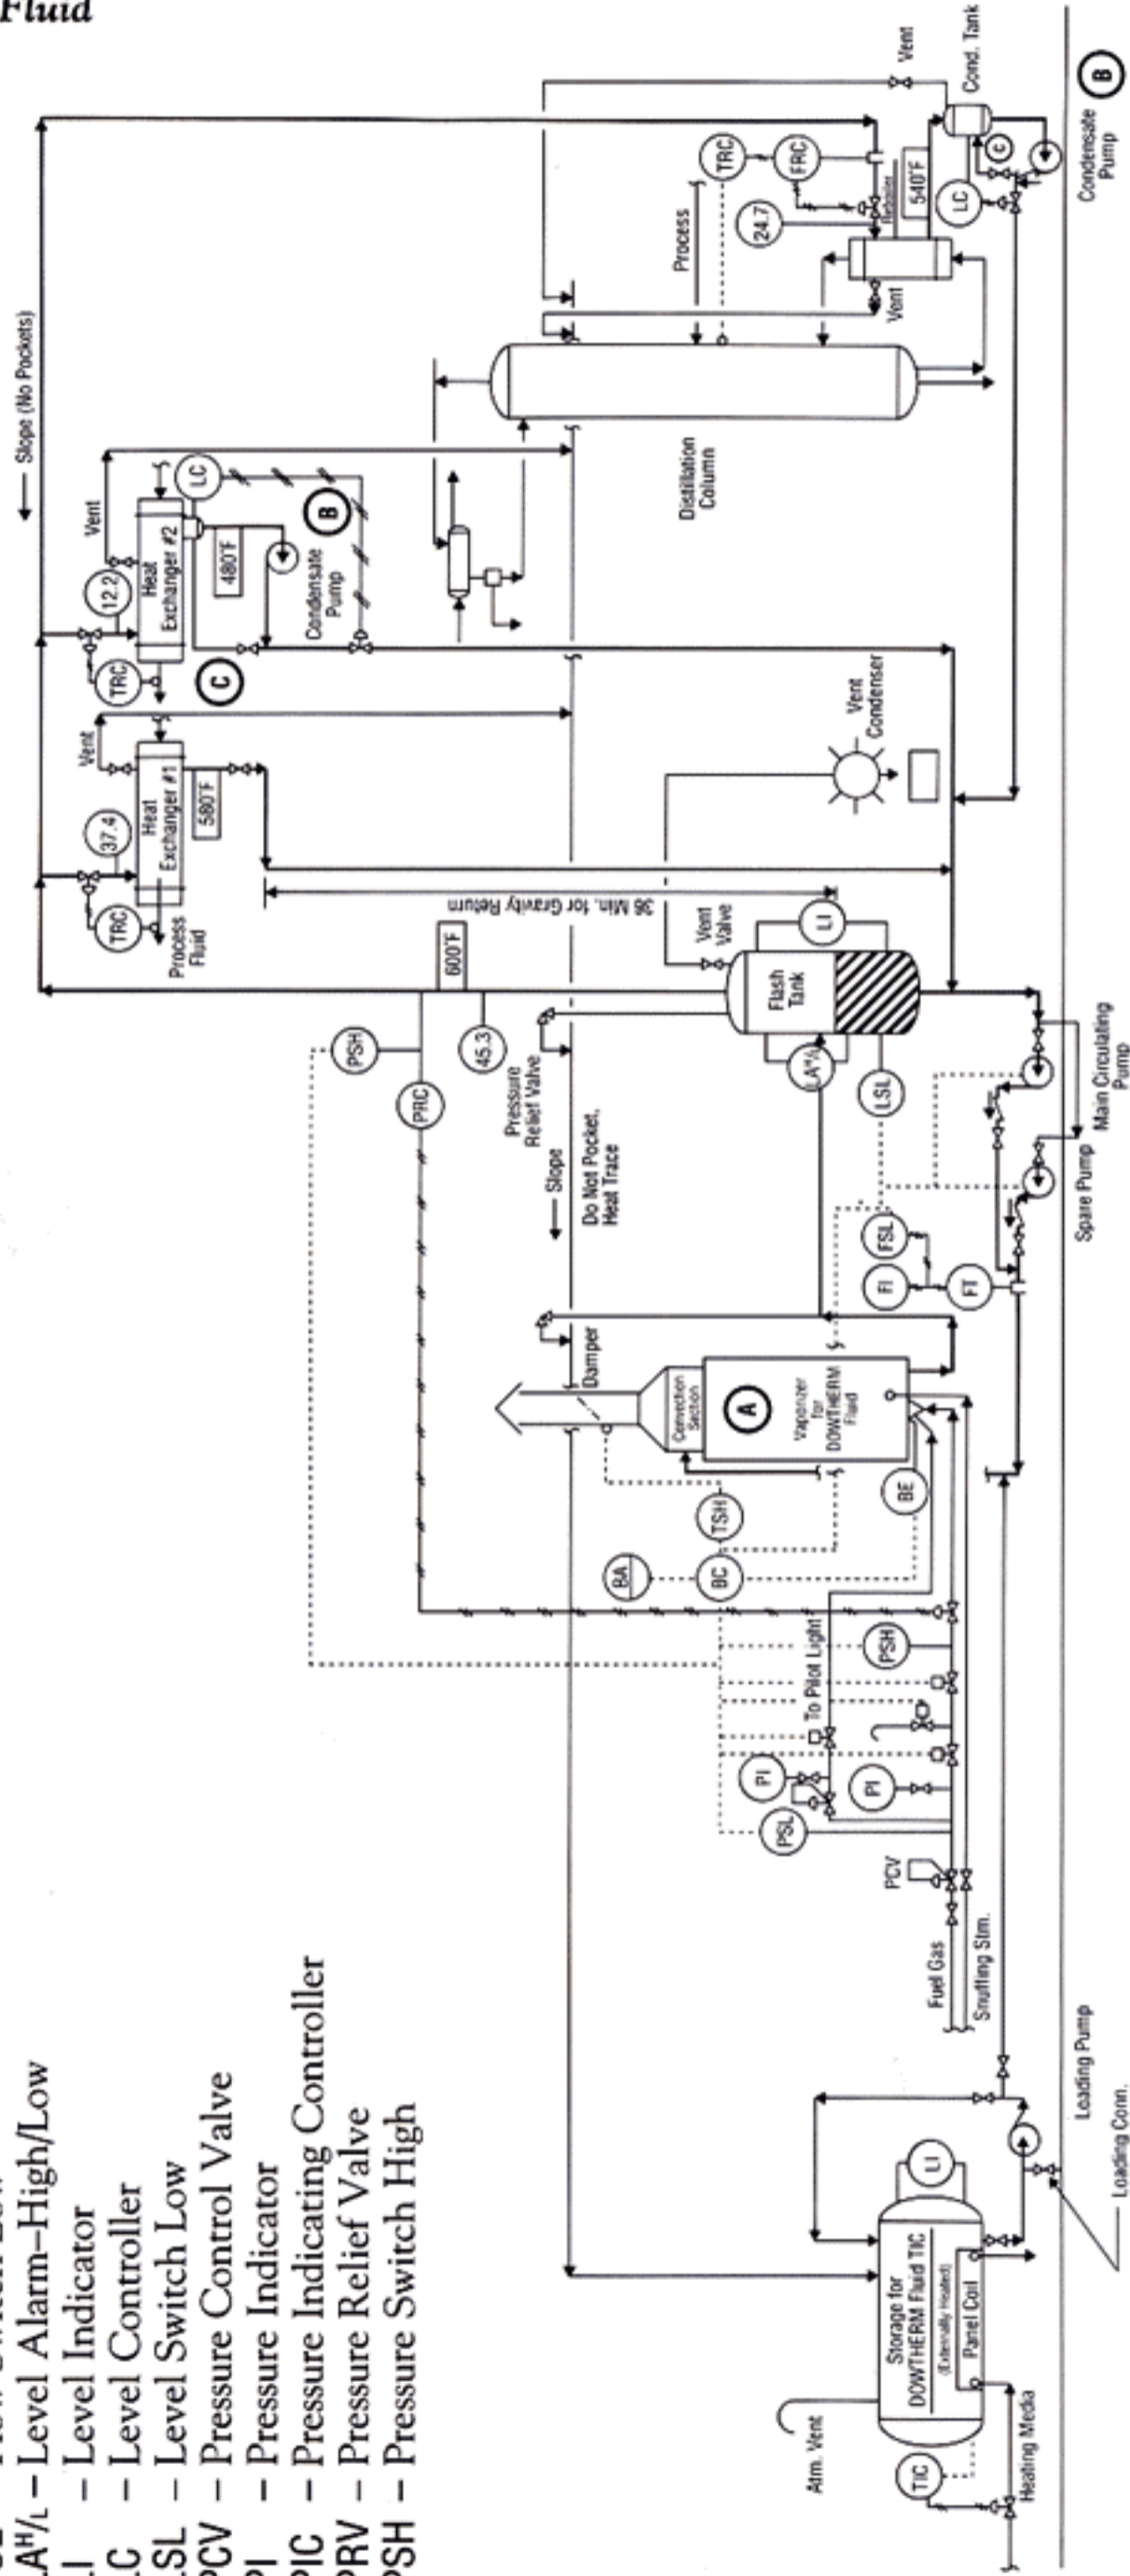 Fluid
AH/L – Level Alarm–High/Low
LI – Level Indicator
LC – Level Controller
LSL – Level Switch Low
PCV – Pressure Control Valve
PI – Pressure Indicator
PIC – Pressure Indicating Controller
PRV – Pressure Relief Valve
PSH – Pressure Switch High
Slope (No Pockets)
TRC
37.4
Vent
Heat
Exchanger #1
580°F
Process
Fluid
TRC
12.2
Vent
Heat
Exchanger #2
LC
480°F
C
B
Condensate
Pump
600°F
36 Min. for Gravity Return
PSH
PRC
45.3
Pressure
Relief Valve
Slope
Do Not Pocket,
Heat Trace
Vent
Valve
Flash
Tank
LI
LAH/L
LSL
Vent
Condenser
Distillation
Column
Process
TRC
FRC
24.7
Reboiler
540°F
Vent
Vent
Cond. Tank
LC
C
Condensate
Pump
B
Main Circulating
Pump
Spare Pump
FSL
FI
FT
Damper
Convection
Section
A
Vaporizer
for
DOWTHERM
Fluid
BE
TSH
BC
BA
PSH
To Pilot Light
PI
PI
PSL
PCV
Fuel Gas
Snuffing Stm.
Loading Pump
Loading Conn.
LI
Storage for
DOWTHERM Fluid TIC
(Externally Heated)
Panel Coil
Atm. Vent
TIC
Heating Media